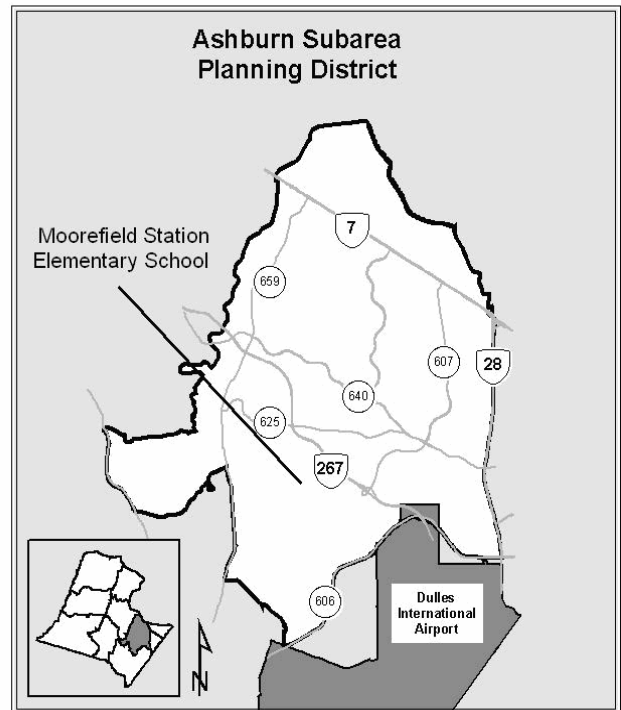 Ashburn Subarea
Planning District
Moorefield Station
Elementary School
7
659
607
28
640
625
267
606
Dulles
International
Airport
N